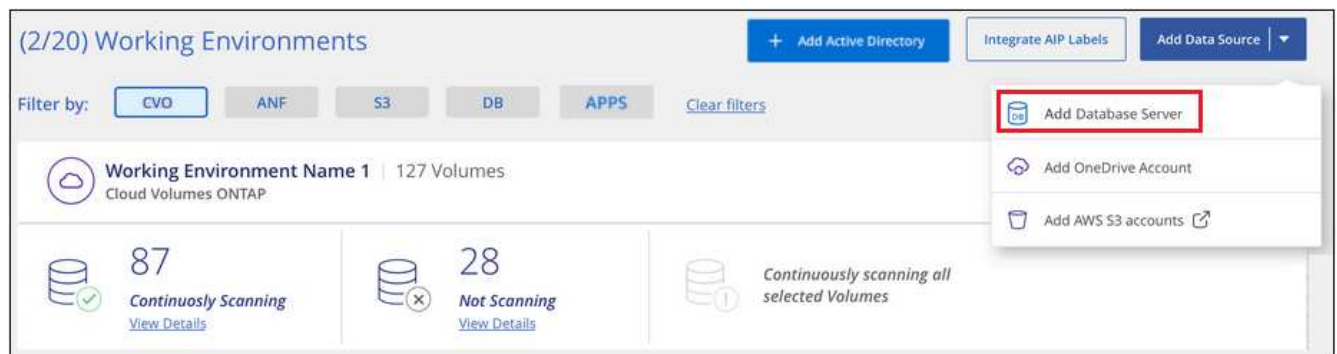 (2/20) Working Environments
+ Add Active Directory
Integrate AIP Labels
Add Data Source
Filter by:
CVO
ANF
S3
DB
APPS
Clear filters
DB
Add Database Server
Add OneDrive Account
Add AWS S3 accounts
Working Environment Name 1 | 127 Volumes
Cloud Volumes ONTAP
87
Continuosly Scanning
View Details
28
Not Scanning
View Details
Continuously scanning all
selected Volumes